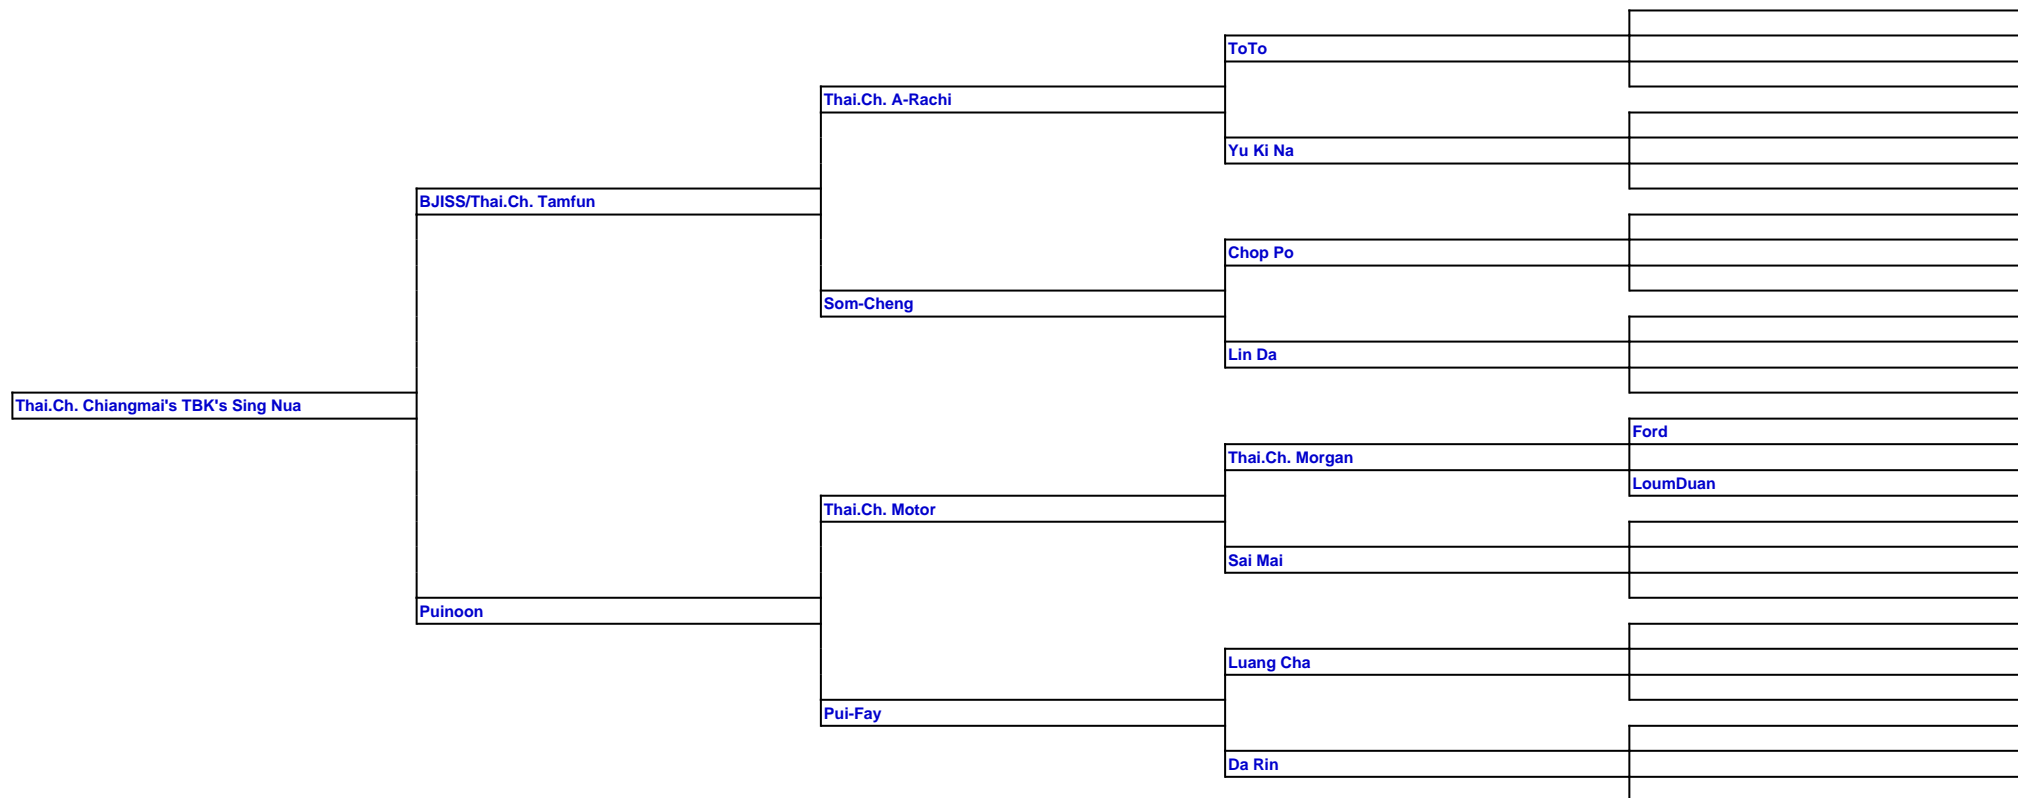 ToTo
Thai.Ch. A-Rachi
Yu Ki Na
BJISS/Thai.Ch. Tamfun
Chop Po
Som-Cheng
Lin Da
Thai.Ch. Chiangmai's TBK's Sing Nua
Ford
Thai.Ch. Morgan
LoumDuan
Thai.Ch. Motor
Sai Mai
Puinoon
Luang Cha
Pui-Fay
Da Rin